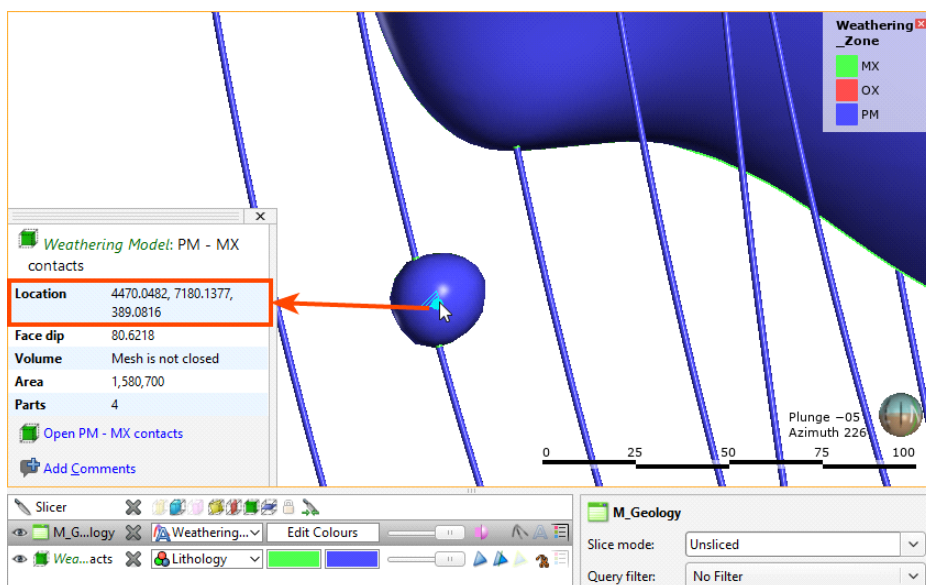 Weathering
_Zone
MX
OX
PM
Weathering Model: PM - MX
contacts
Location 4470.0482, 7180.1377,
389.0816
Face dip 80.6218
Volume Mesh is not closed
Area 1,580,700
Parts 4
Open PM - MX contacts
Add Comments
Plunge −05
Azimuth 226
0 25 50 75 100
Slicer
M_G...logy Weathering... Edit Colours
Wea...acts Lithology
M_Geology
Slice mode: Unsliced
Query filter: No Filter